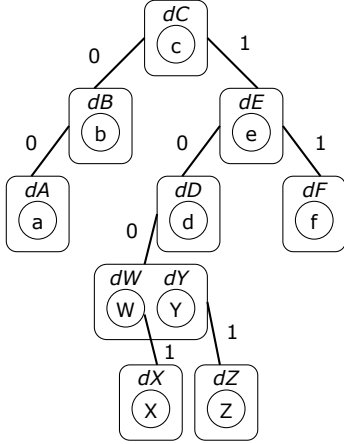 dC
c
0 1
dB dE
b e
0 0 1
dA dD dF
a d f
0
dW dY
W Y
1 1
dX dZ
X Z